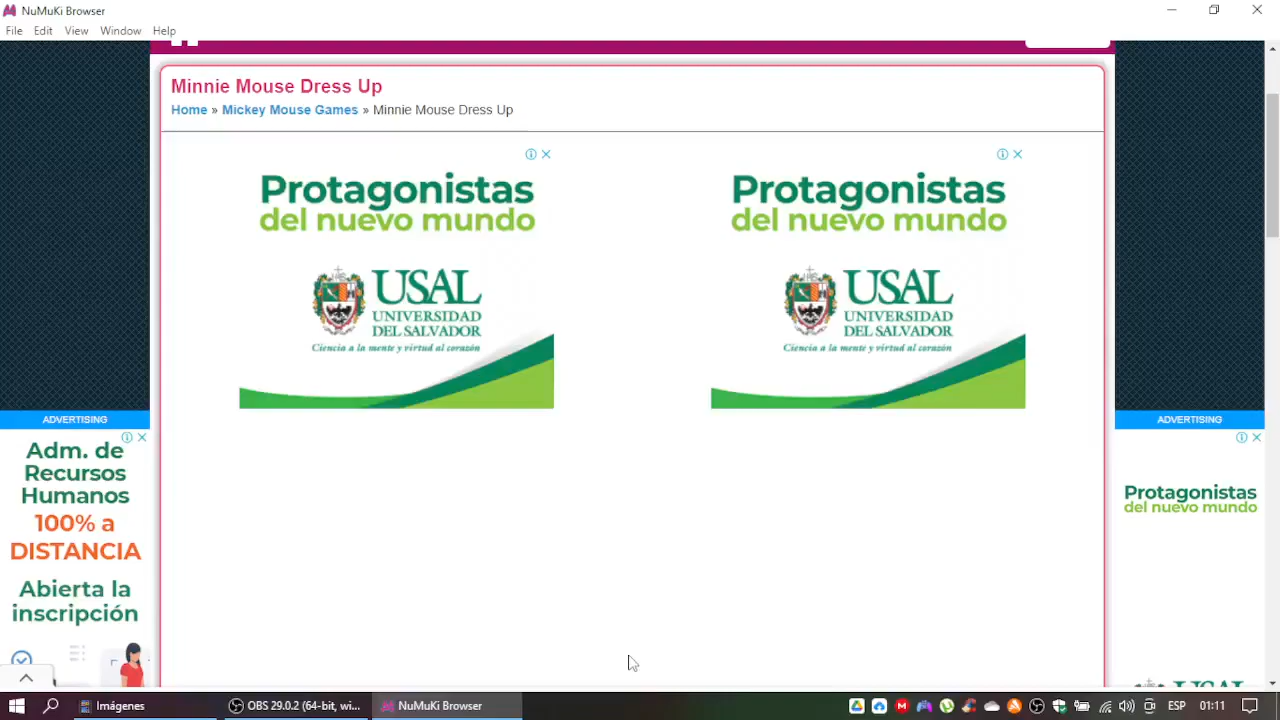 NuMuKi Browser
File Edit View Window Help
Minnie Mouse Dress Up
Home » Mickey Mouse Games » Minnie Mouse Dress Up
Protagonistas
del nuevo mundo
USAL
UNIVERSIDAD
DEL SALVADOR
Ciencia a la mente y virtud al corazón
Protagonistas
del nuevo mundo
USAL
UNIVERSIDAD
DEL SALVADOR
Ciencia a la mente y virtud al corazón
ADVERTISING
Adm. de
Recursos
Humanos
100% a
DISTANCIA
Abierta la
inscripción
ADVERTISING
Protagonistas
del nuevo mundo
USAL
Imágenes
OBS 29.0.2 (64-bit, wi...
NuMuKi Browser
ESP
01:11